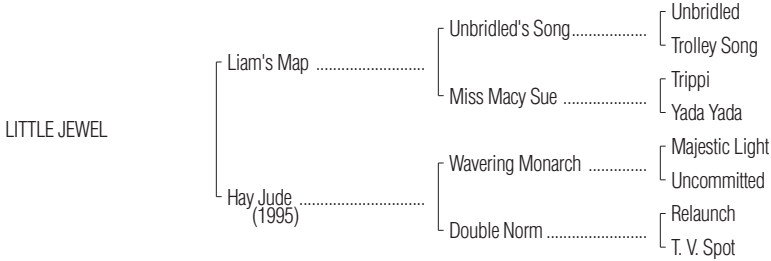 Unbridled
Unbridled's Song..................
Trolley Song
Liam's Map ..........................
Trippi
Miss Macy Sue ....................
Yada Yada
LITTLE JEWEL
Majestic Light
Wavering Monarch ..............
Uncommitted
Hay Jude ..............................
(1995)
Relaunch
Double Norm ........................
T. V. Spot